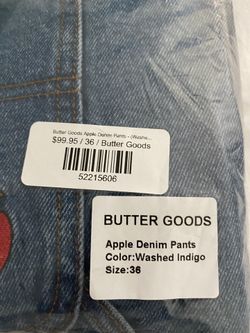 Butter Goods Apple Denim Pants - (Washe...
$99.95 / 36 / Butter Goods
52215606
BUTTER GOODS
Apple Denim Pants
Color:Washed Indigo
Size:36